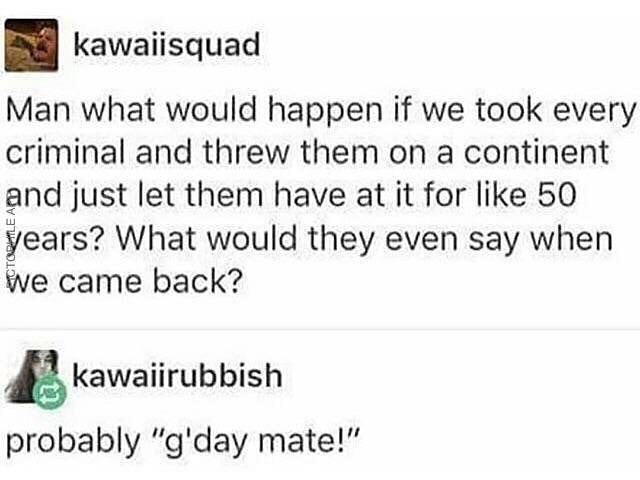 kawaiisquad
Man what would happen if we took every
criminal and threw them on a continent
and just let them have at it for like 50
years? What would they even say when
we came back?
kawaiirubbish
probably "g'day mate!"